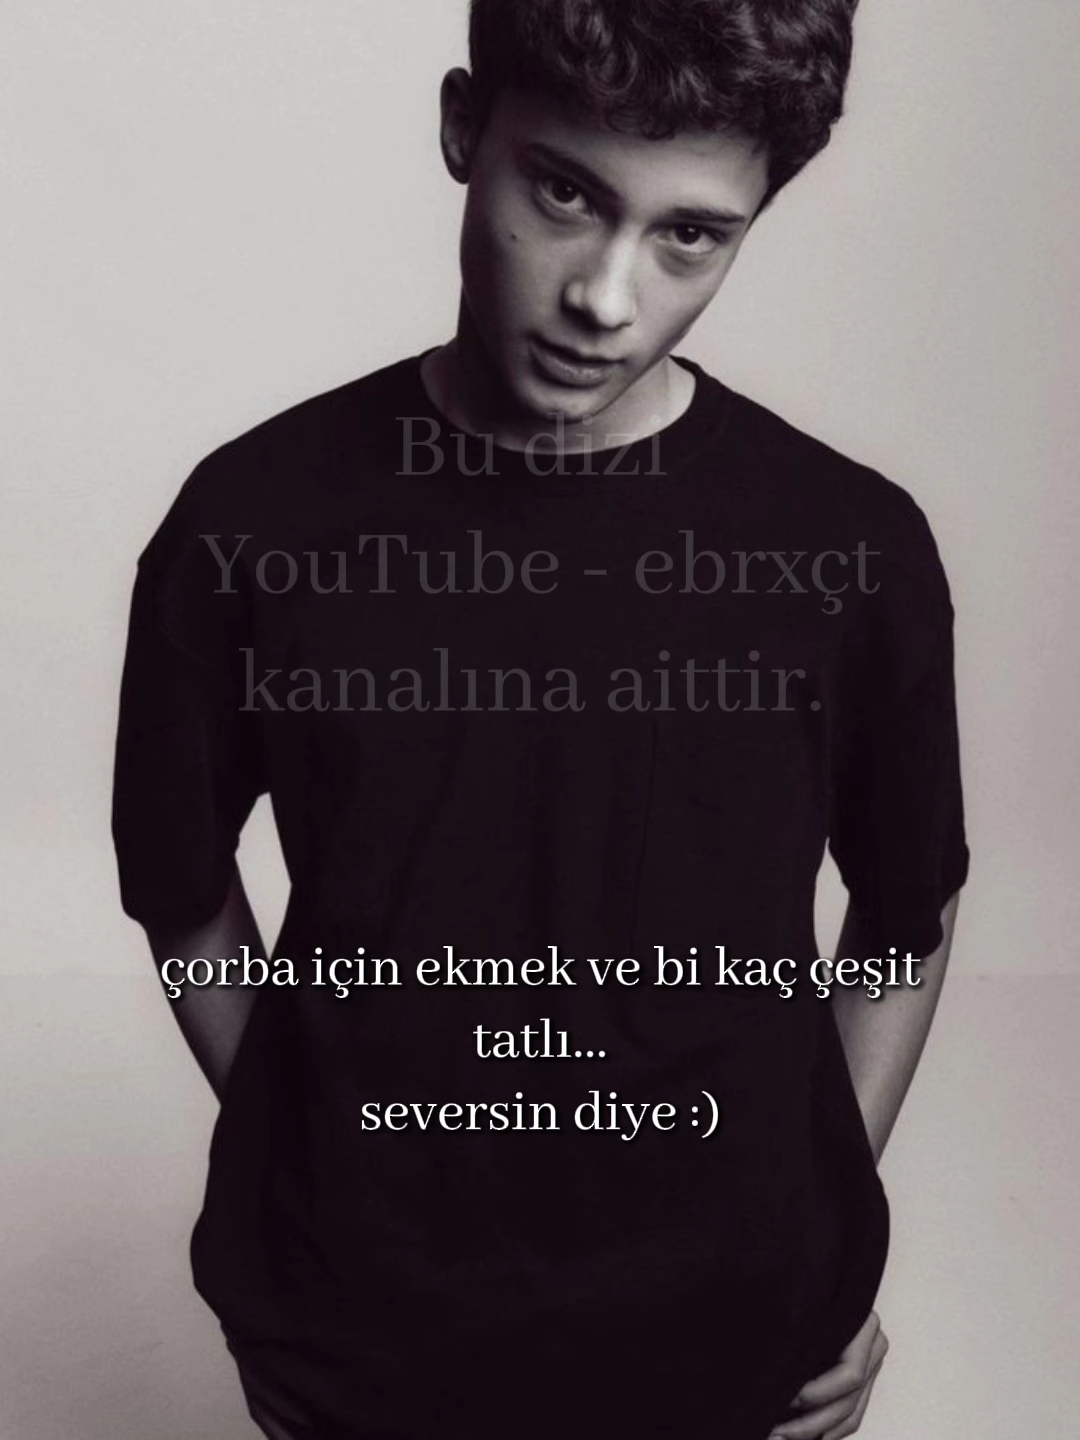 Bu dizi
YouTube - ebrxçt
kanalına aittir.
çorba için ekmek ve bi kaç çeşit
tatlı...
seversin diye :)